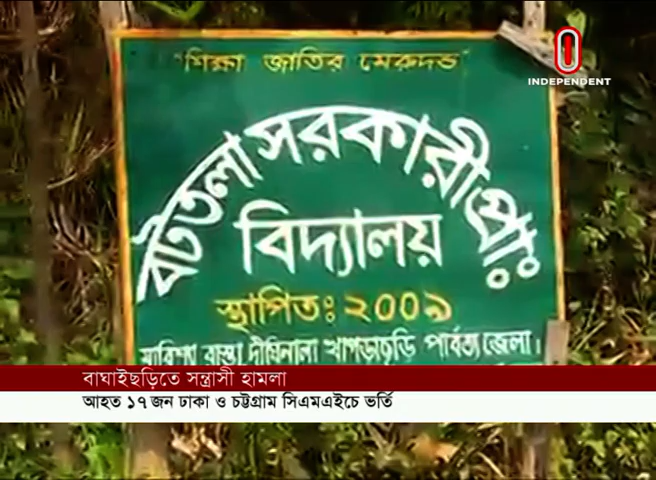 "শিক্ষা জাতির মেরুদন্ড"
INDEPENDENT
বটতলা সরকারী প্রাঃ
বিদ্যালয়
স্থাপিতঃ ২০০৯
রাস্তা দীঘিনালা খাগড়াছড়ি পার্বত্য জেলা।
বাঘাইছড়িতে সন্ত্রাসী হামলা
আহত ১৭ জন ঢাকা ও চট্টগ্রাম সিএমএইচে ভর্তি